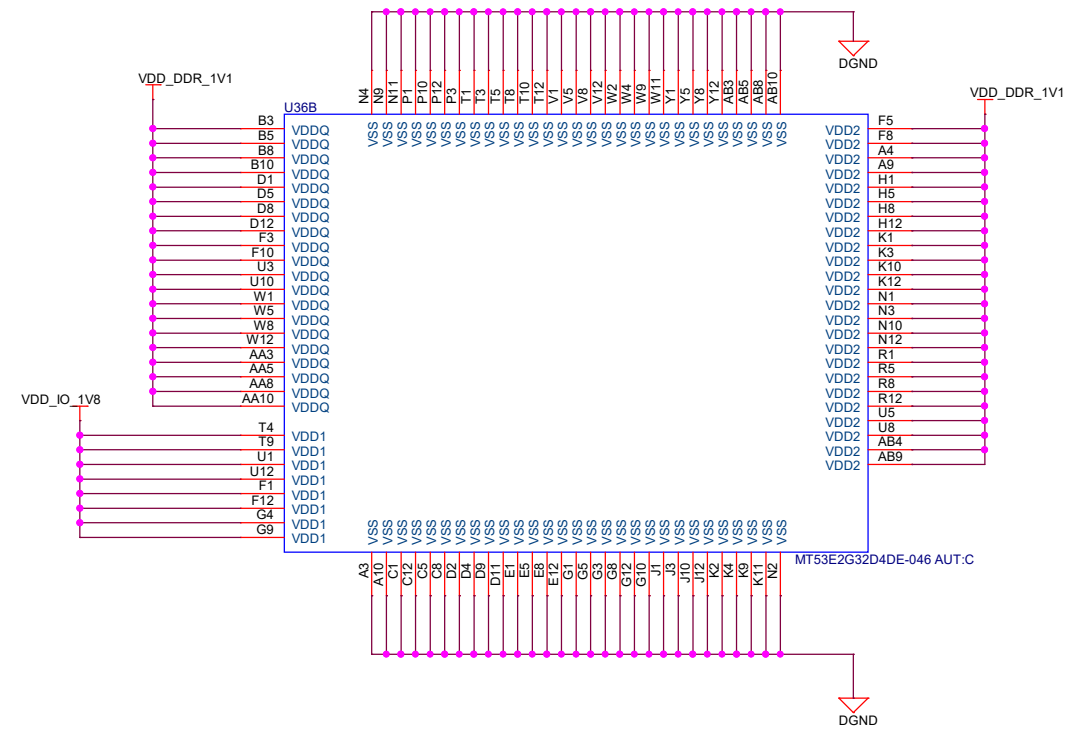 N4 N9 N11 P1 P10 P12 P3 T1 T3 T5 T8 T10 T12 V1 V5 V8 V12 W2 W4 W9 W11 Y1 Y5 Y8 Y12 AB3 AB5 AB8 AB10
DGND
VDD_DDR_1V1
VDD_DDR_1V1
U36B
VSS VSS VSS VSS VSS VSS VSS VSS VSS VSS VSS VSS VSS VSS VSS VSS VSS VSS VSS VSS VSS VSS VSS VSS VSS VSS VSS VSS VSS
B3 VDDQ
B5 VDDQ
B8 VDDQ
B10 VDDQ
D1 VDDQ
D5 VDDQ
D8 VDDQ
D12 VDDQ
F3 VDDQ
F10 VDDQ
U3 VDDQ
U10 VDDQ
W1 VDDQ
W5 VDDQ
W8 VDDQ
W12 VDDQ
AA3 VDDQ
AA5 VDDQ
AA8 VDDQ
AA10 VDDQ
VDD_IO_1V8
T4 VDD1
T9 VDD1
U1 VDD1
U12 VDD1
F1 VDD1
F12 VDD1
G4 VDD1
G9 VDD1
VDD2 F5
VDD2 F8
VDD2 A4
VDD2 A9
VDD2 H1
VDD2 H5
VDD2 H8
VDD2 H12
VDD2 K1
VDD2 K3
VDD2 K10
VDD2 K12
VDD2 N1
VDD2 N3
VDD2 N10
VDD2 N12
VDD2 R1
VDD2 R5
VDD2 R8
VDD2 R12
VDD2 U5
VDD2 U8
VDD2 AB4
VDD2 AB9
VSS VSS VSS VSS VSS VSS VSS VSS VSS VSS VSS VSS VSS VSS VSS VSS VSS VSS VSS VSS VSS VSS VSS VSS VSS VSS VSS VSS VSS
MT53E2G32D4DE-046 AUT:C
A3 A10 C1 C12 C5 C8 D2 D4 D9 D11 E1 E5 E8 E12 G1 G5 G3 G8 G12 G10 J1 J3 J10 J12 K2 K4 K9 K11 N2
DGND